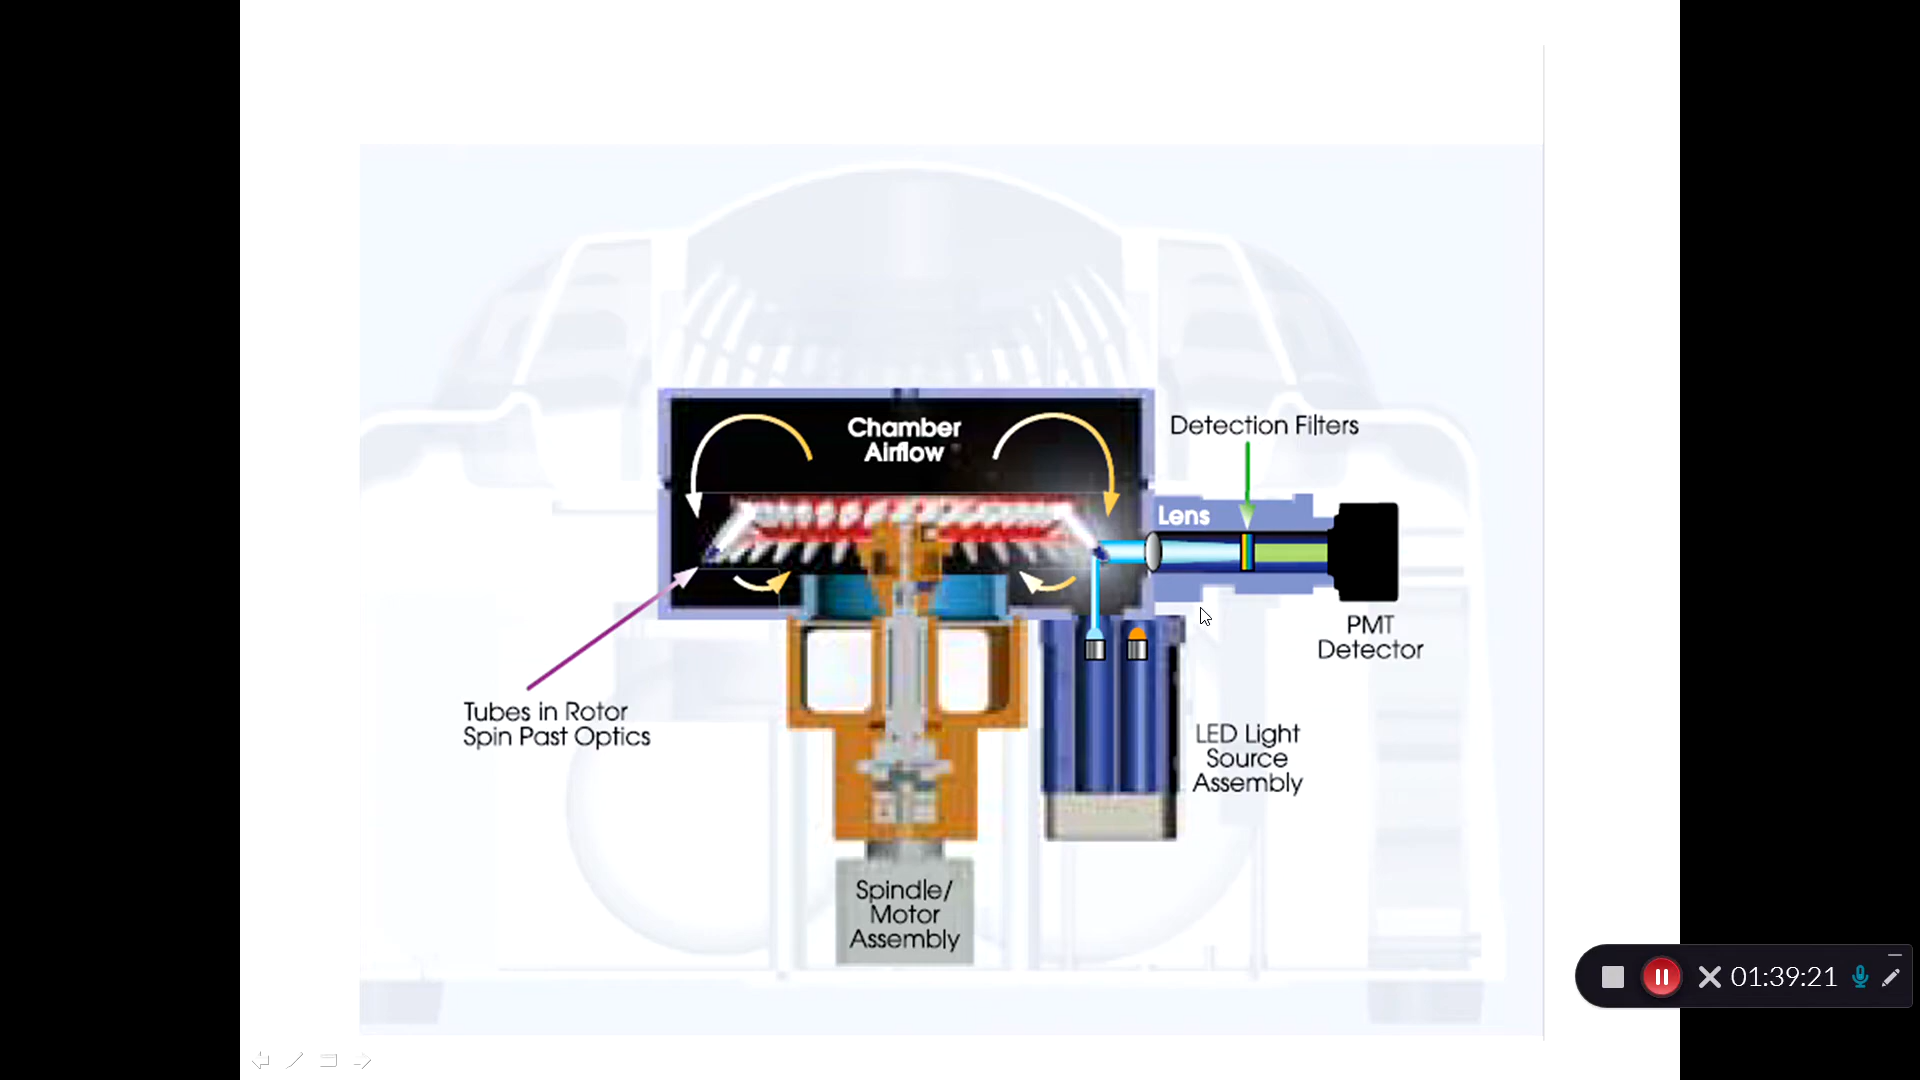 Chamber
Airflow
Detection Filters
Lens
PMT
Detector
Tubes in Rotor
Spin Past Optics
LED Light
Source
Assembly
Spindle/
Motor
Assembly
01:39:21